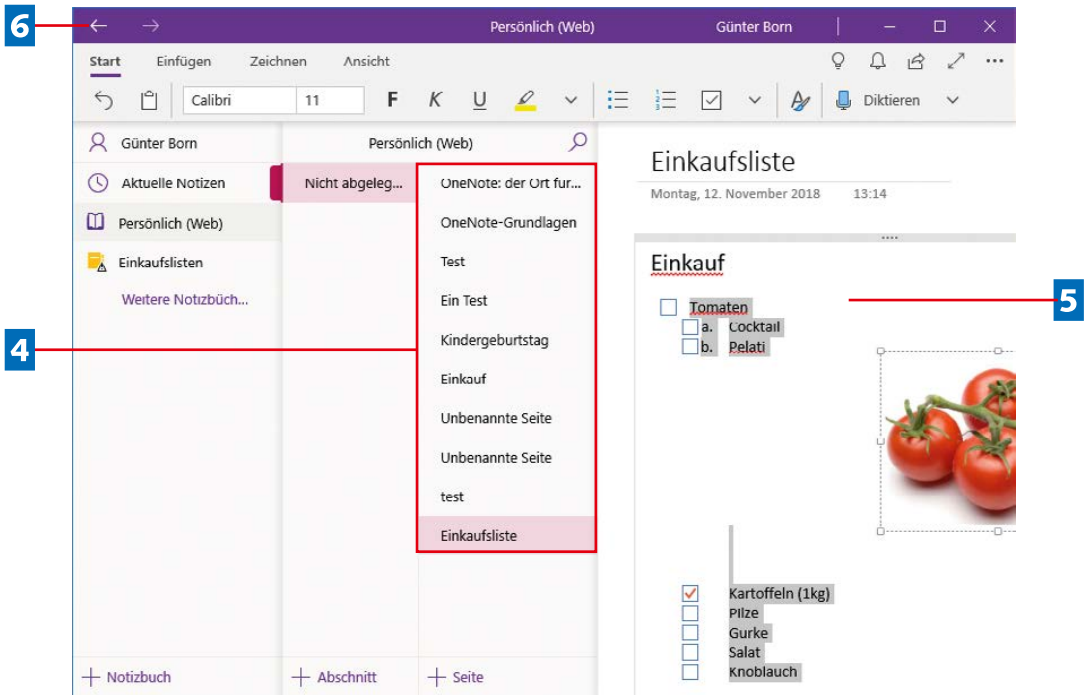 6
Persönlich (Web)
Günter Born
Start Einfügen Zeichnen Ansicht
Calibri 11 F K U Diktieren
Günter Born
Aktuelle Notizen
Persönlich (Web)
Einkaufslisten
Weitere Notizbüch...
Notizbuch
Persönlich (Web)
Nicht abgeleg...
Abschnitt
4
OneNote: der Ort für...
OneNote-Grundlagen
Test
Ein Test
Kindergeburtstag
Einkauf
Unbenannte Seite
Unbenannte Seite
test
Einkaufsliste
Seite
Einkaufsliste
Montag, 12. November 2018 13:14
Einkauf
5
Tomaten
a. Cocktail
b. Pelati
Kartoffeln (1kg)
Pilze
Gurke
Salat
Knoblauch